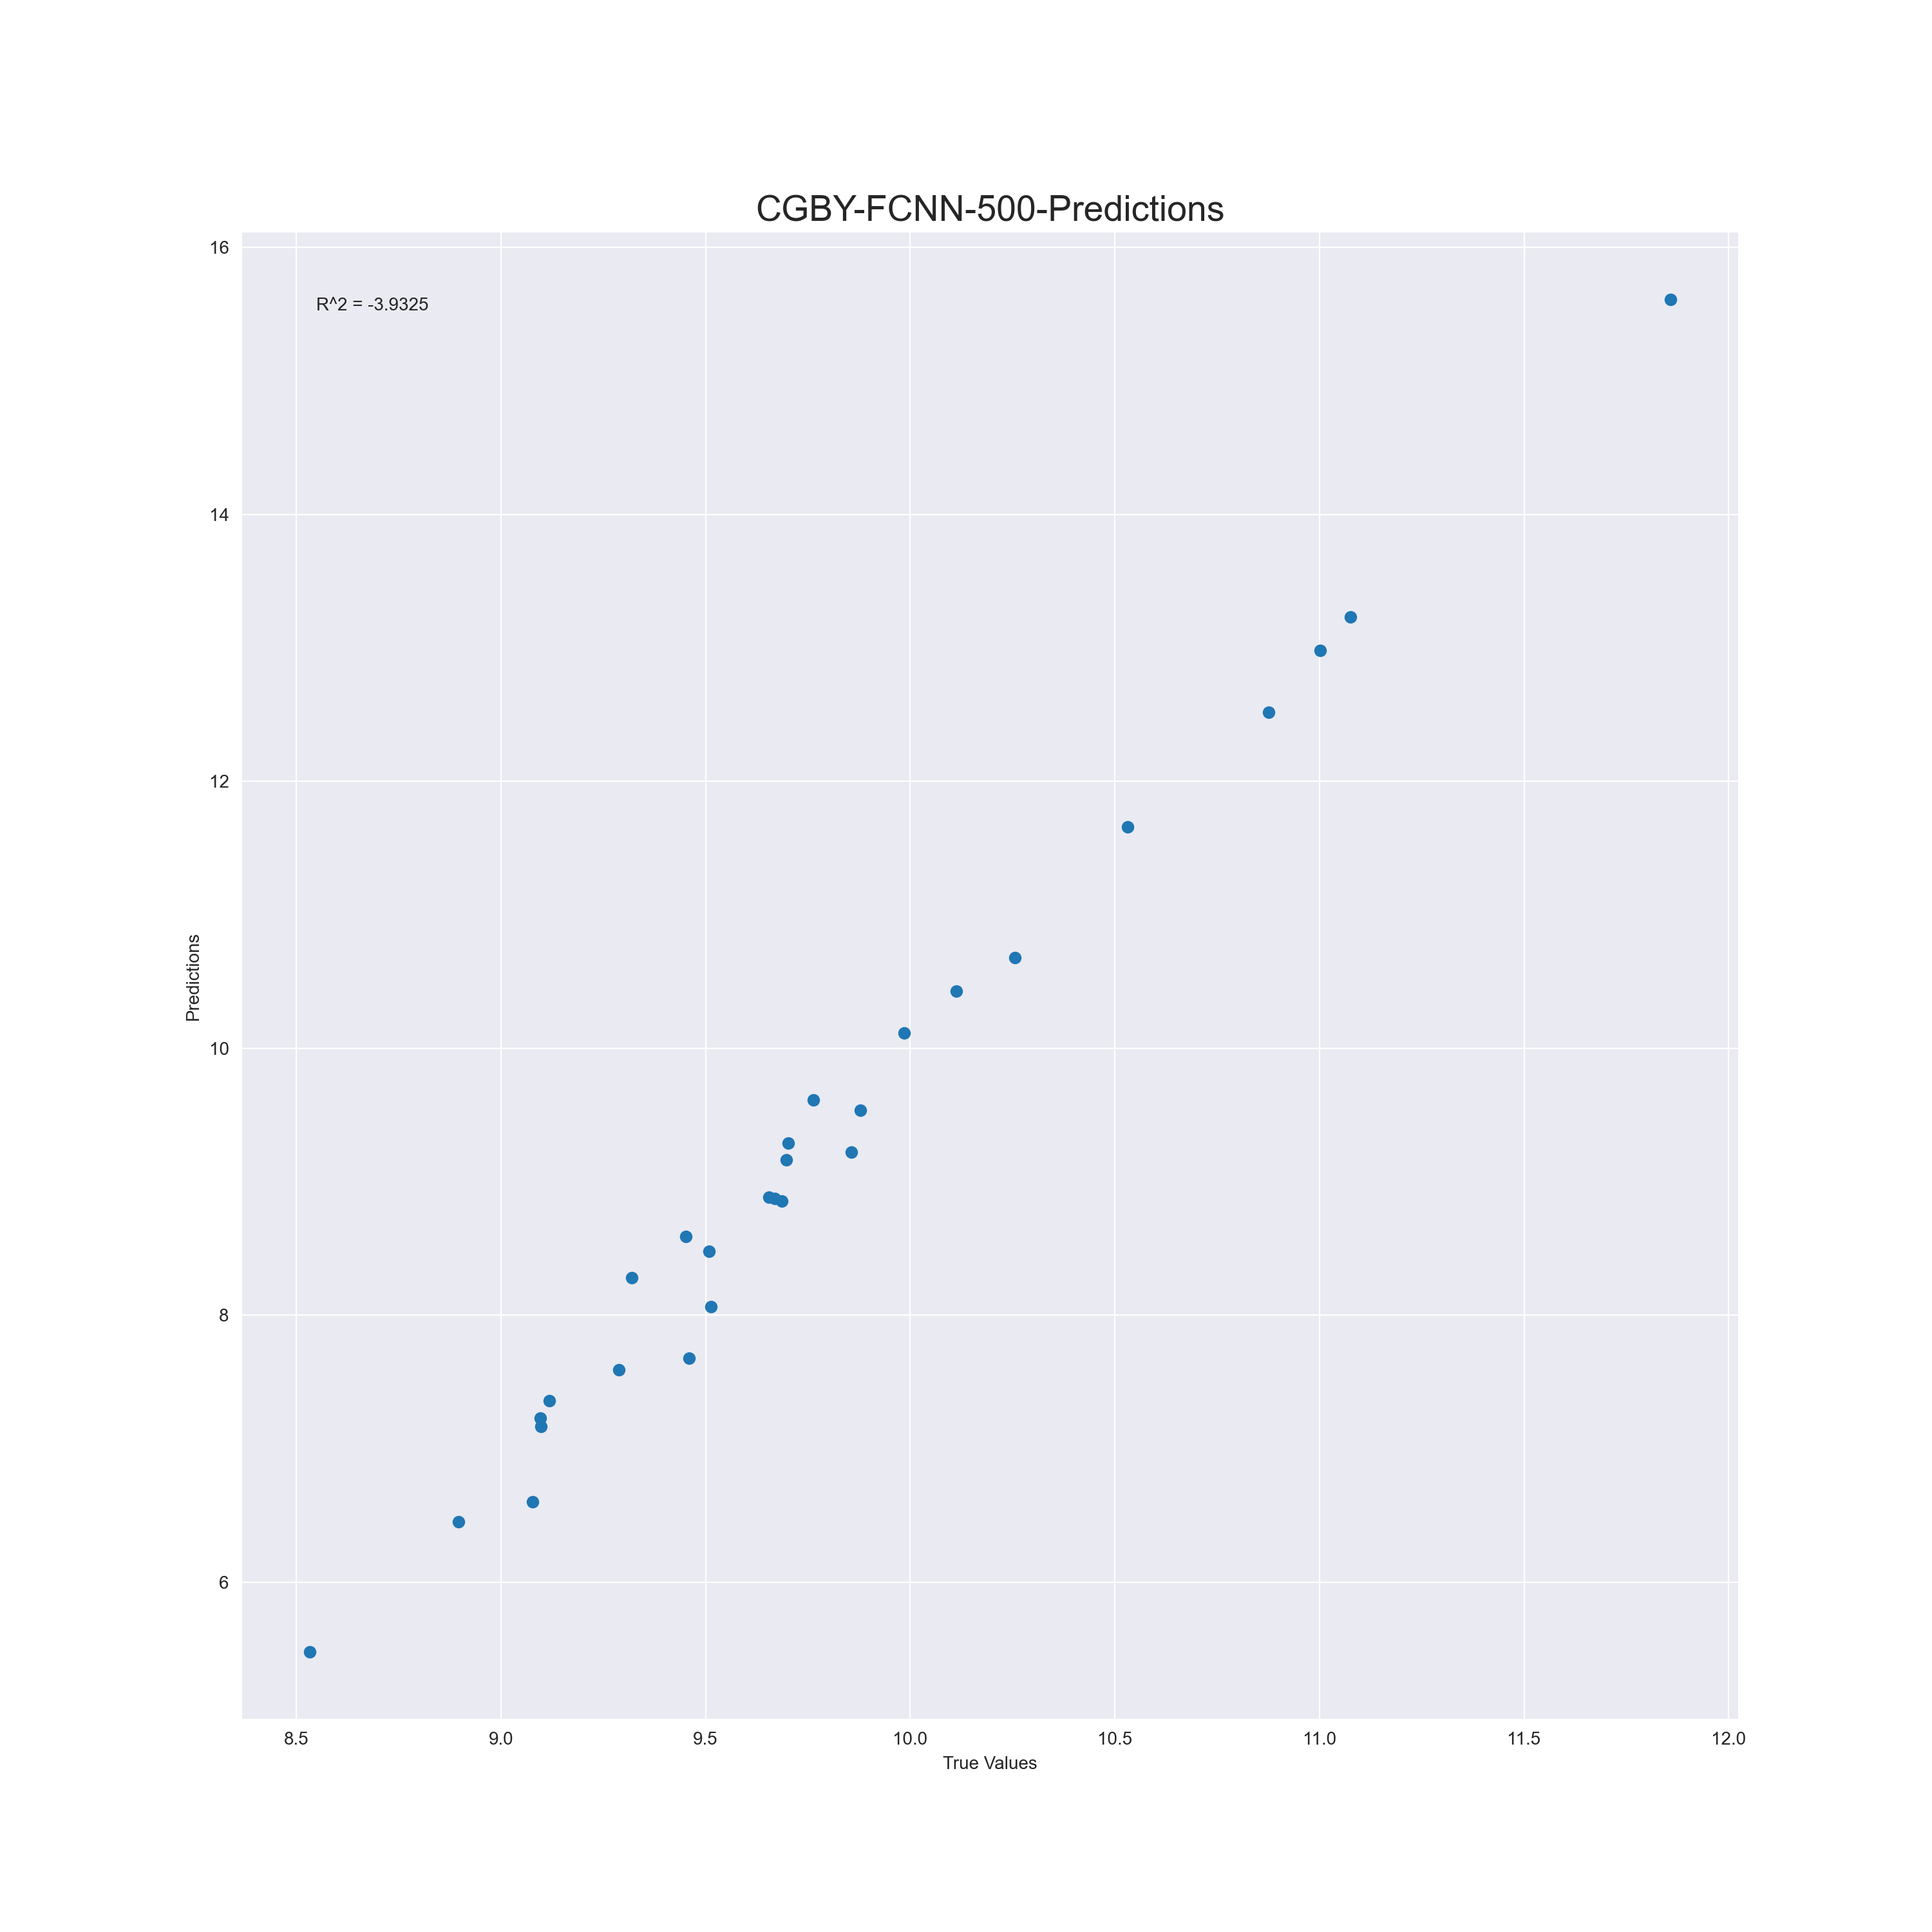 CGBY-FCNN-500-Predictions
R^2 = -3.9325
16
14
12
10
8
6
Predictions
8.5 9.0 9.5 10.0 10.5 11.0 11.5 12.0
True Values